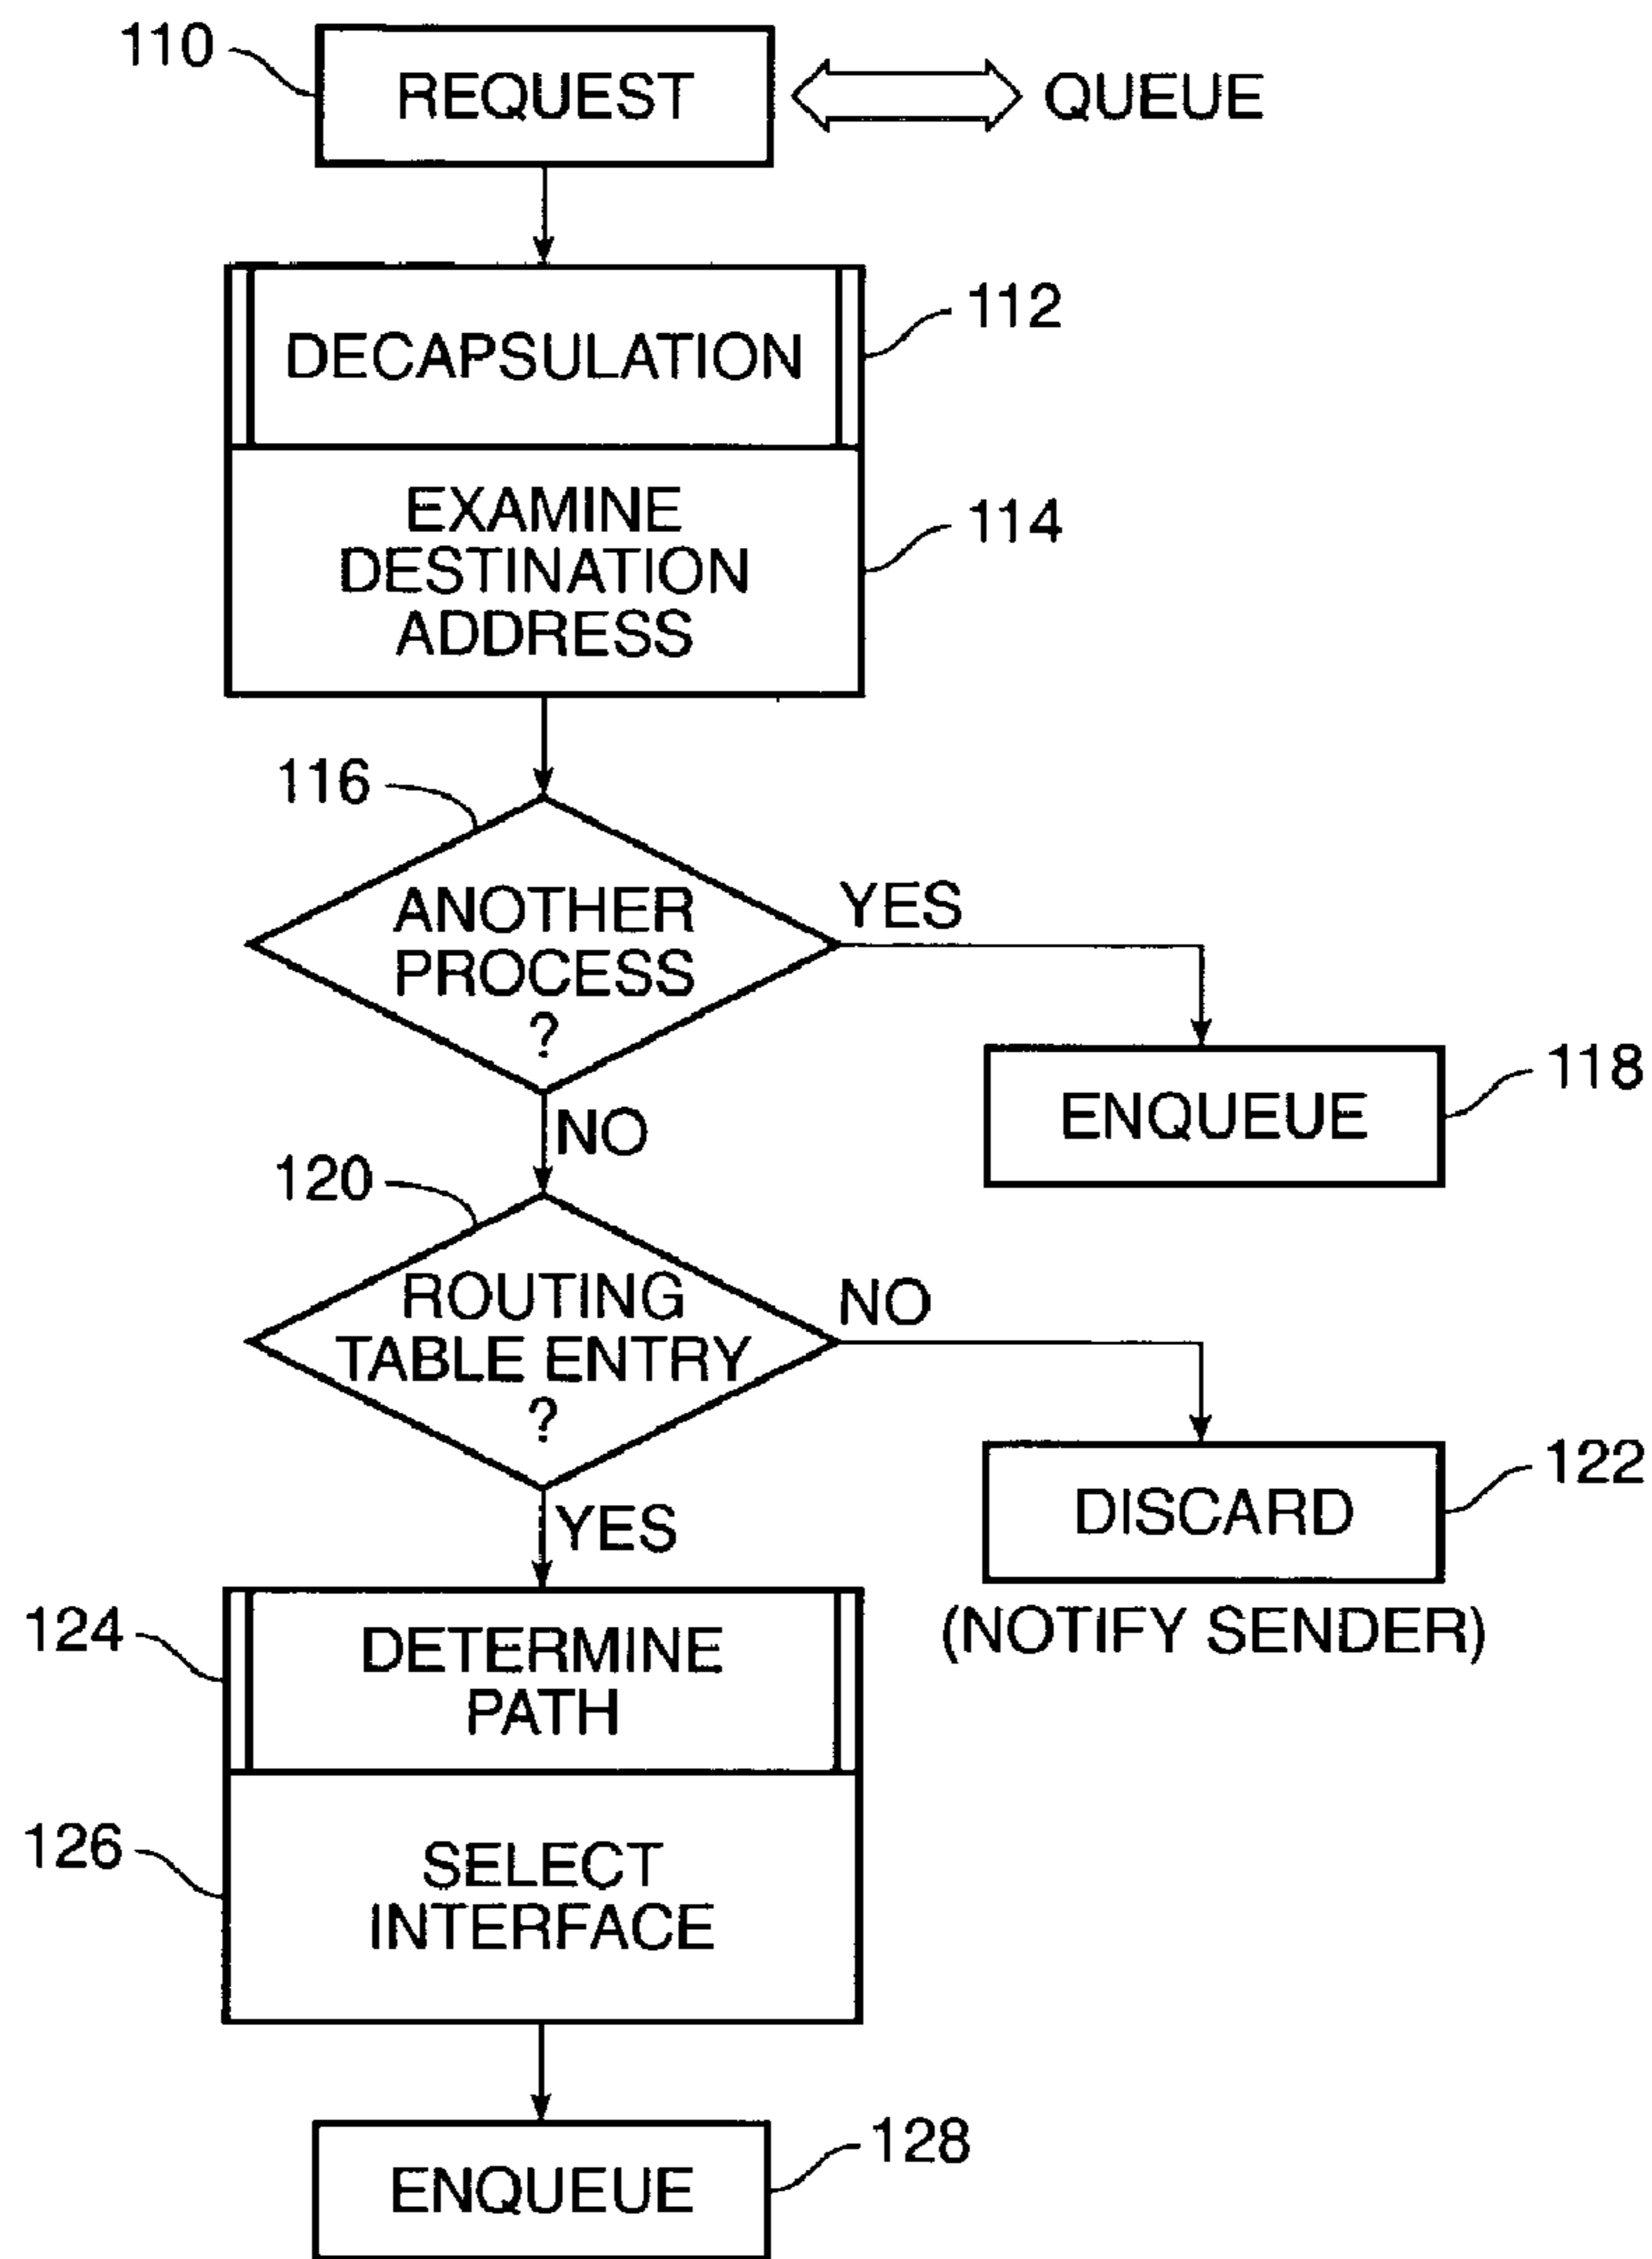 110
REQUEST
QUEUE
DECAPSULATION
112
EXAMINE
DESTINATION
ADDRESS
114
116
ANOTHER
PROCESS
?
YES
ENQUEUE
118
NO
120
ROUTING
TABLE ENTRY
?
NO
DISCARD
122
(NOTIFY SENDER)
YES
124
DETERMINE
PATH
126
SELECT
INTERFACE
ENQUEUE
128